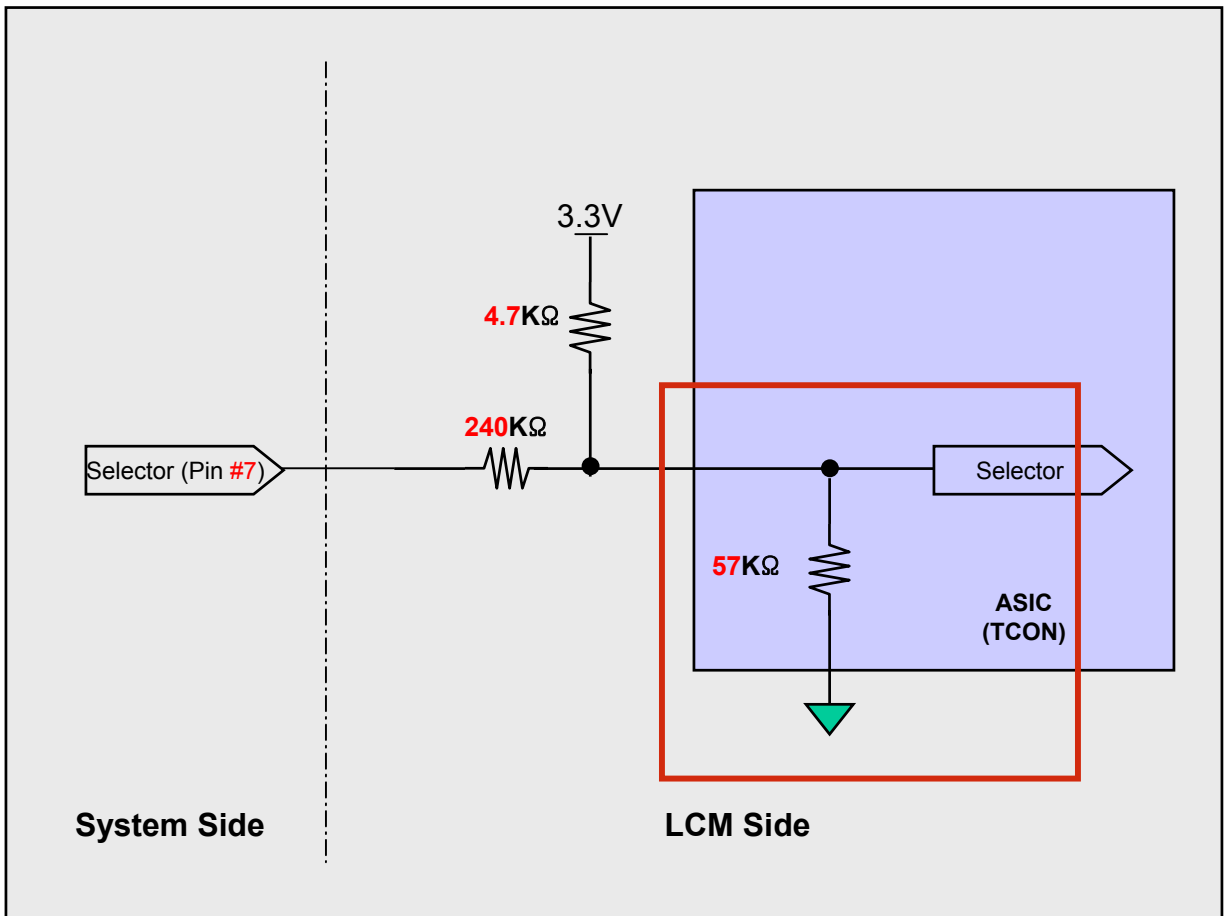 3.3V
4.7KΩ
240KΩ
Selector (Pin #7)
Selector
57KΩ
ASIC
(TCON)
System Side
LCM Side